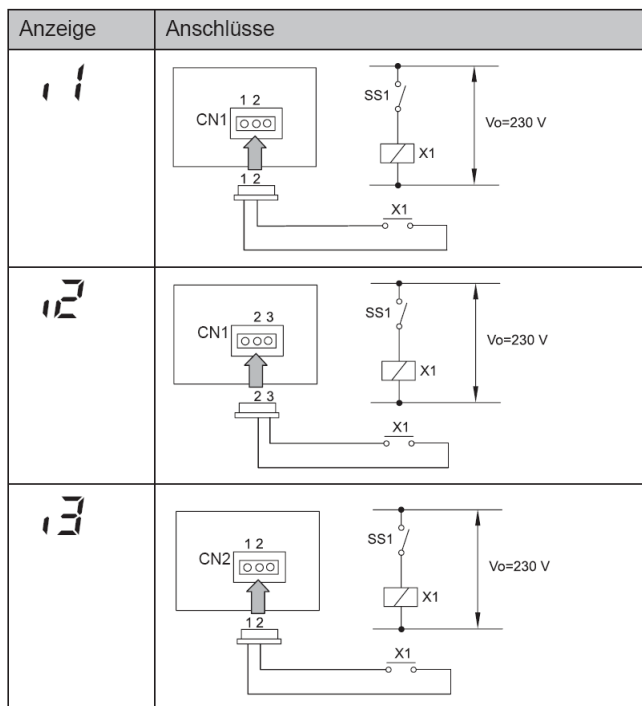 Anzeige
Anschlüsse
i1
1 2
CN1
1 2
X1
SS1
X1
Vo=230 V
i2
2 3
CN1
2 3
X1
SS1
X1
Vo=230 V
i3
1 2
CN2
1 2
X1
SS1
X1
Vo=230 V